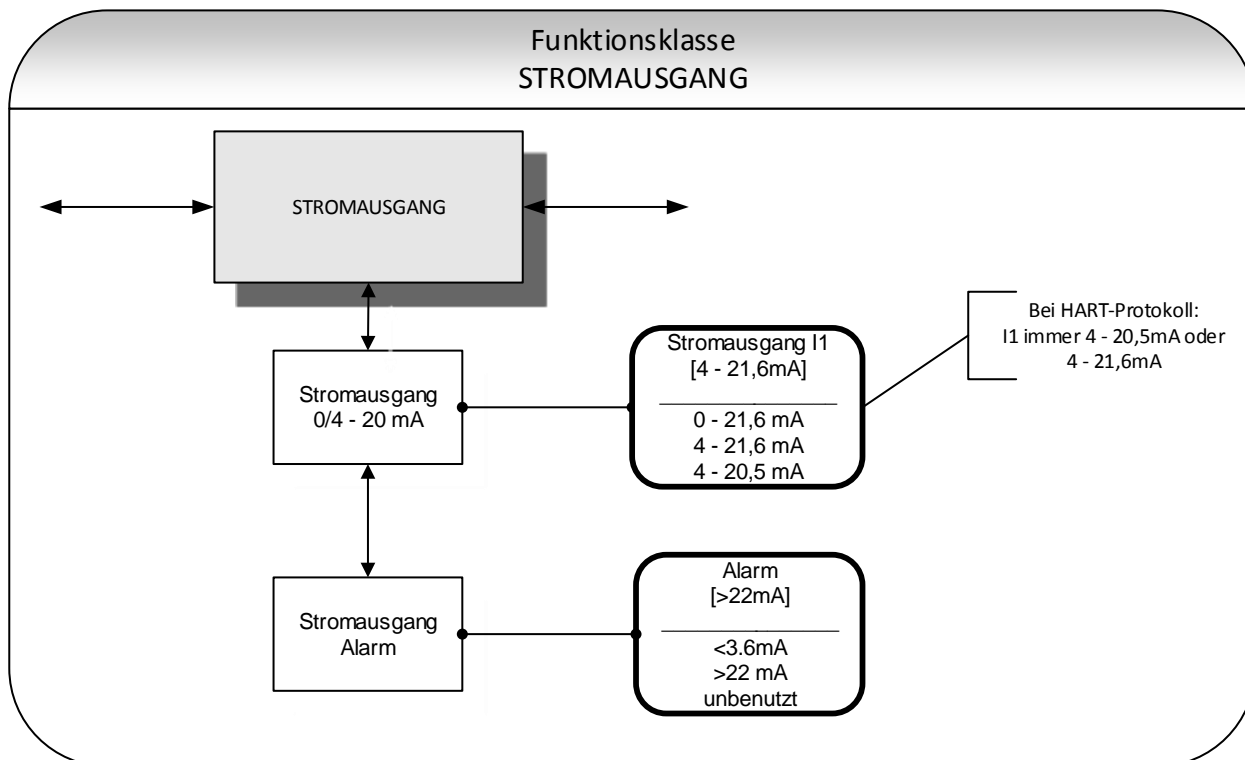 Funktionsklasse
STROMAUSGANG
STROMAUSGANG
Stromausgang
0/4 - 20 mA
Stromausgang I1
[4 - 21,6mA]
0 - 21,6 mA
4 - 21,6 mA
4 - 20,5 mA
Bei HART-Protokoll:
I1 immer 4 - 20,5mA oder
4 - 21,6mA
Stromausgang
Alarm
Alarm
[>22mA]
<3.6mA
>22 mA
unbenutzt